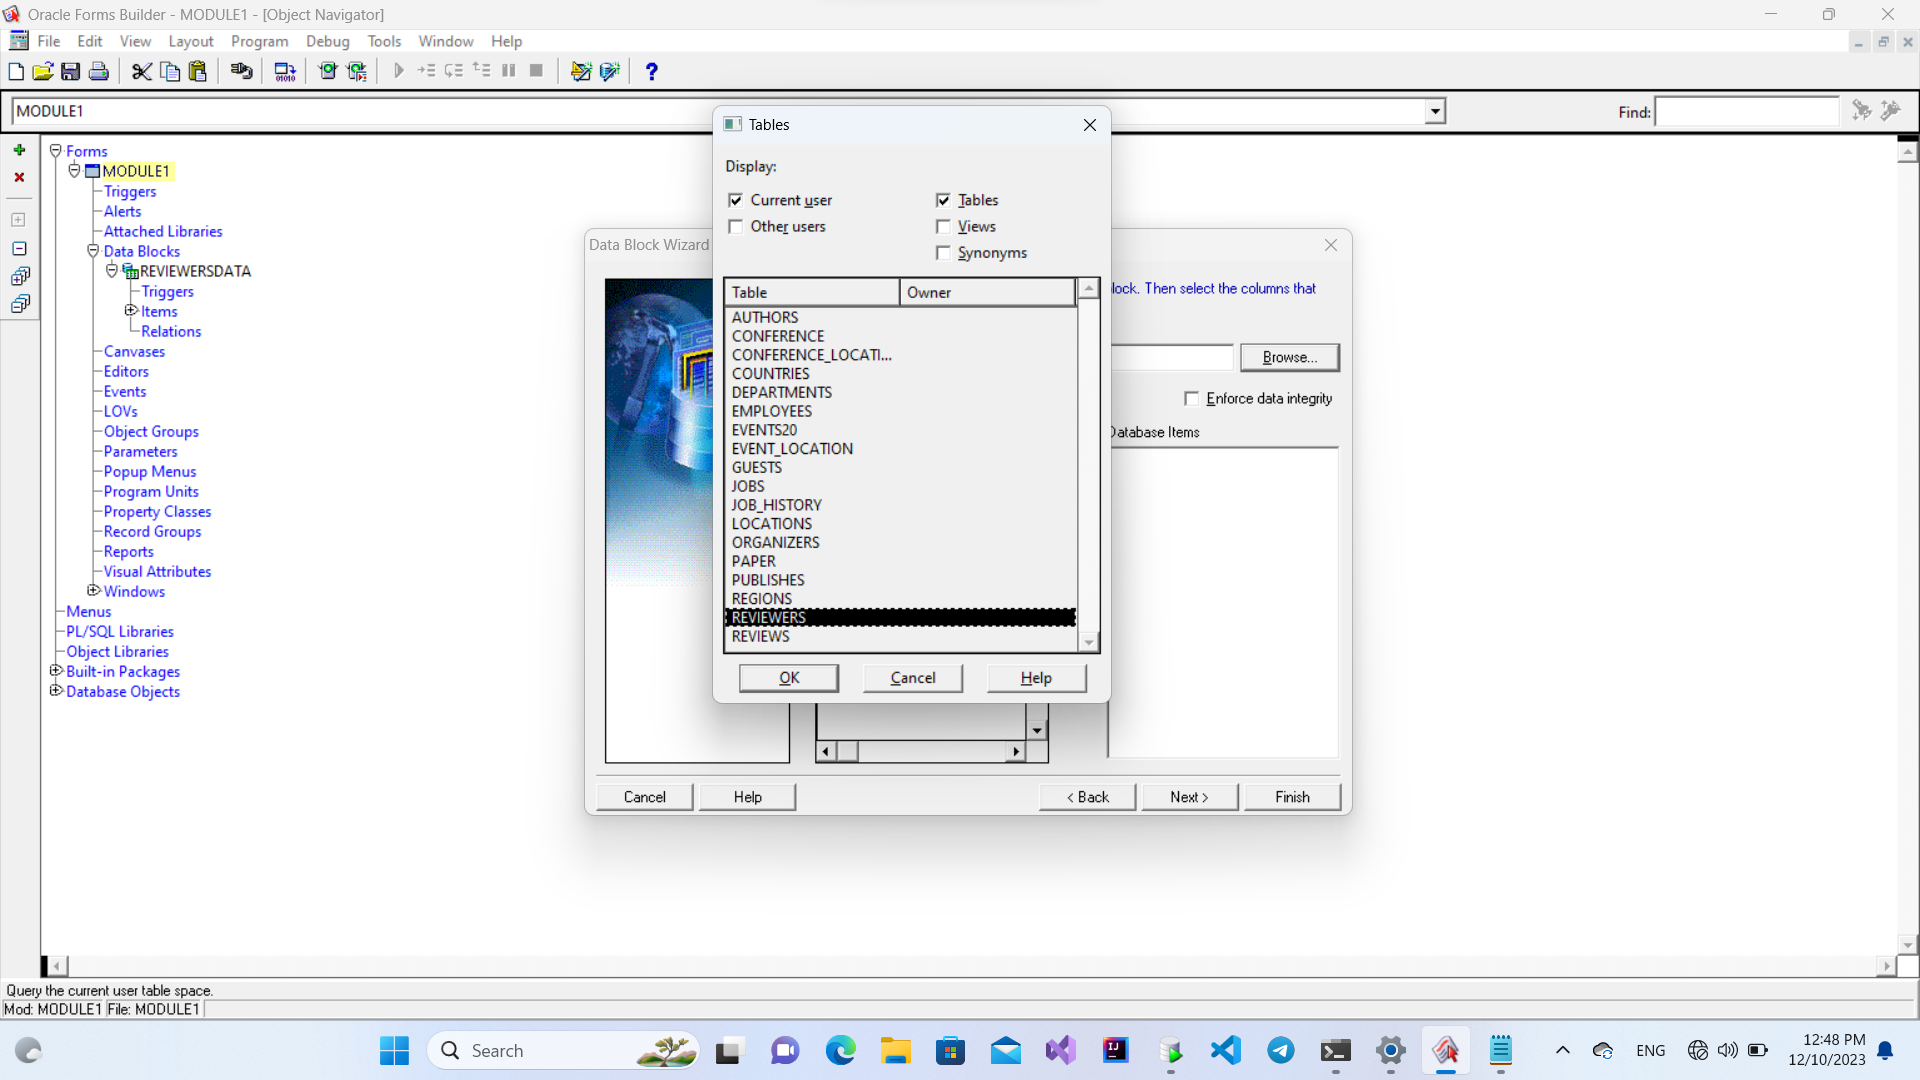 Oracle Forms Builder - MODULE1 - [Object Navigator]
File Edit View Layout Program Debug Tools Window Help
MODULE1
Find:
Forms
MODULE1
Triggers
Alerts
Attached Libraries
Data Blocks
REVIEWERSDATA
Triggers
Items
Relations
Canvases
Editors
Events
LOVs
Object Groups
Parameters
Popup Menus
Program Units
Property Classes
Record Groups
Reports
Visual Attributes
Windows
Menus
PL/SQL Libraries
Object Libraries
Built-in Packages
Database Objects
Data Block Wizard
lock. Then select the columns that
Browse...
Enforce data integrity
Database Items
Cancel Help < Back Next > Finish
Tables
Display:
Current user Tables
Other users Views
Synonyms
Table Owner
AUTHORS
CONFERENCE
CONFERENCE_LOCATI...
COUNTRIES
DEPARTMENTS
EMPLOYEES
EVENTS20
EVENT_LOCATION
GUESTS
JOBS
JOB_HISTORY
LOCATIONS
ORGANIZERS
PAPER
PUBLISHES
REGIONS
REVIEWERS
REVIEWS
OK Cancel Help
Query the current user table space.
Mod: MODULE1 File: MODULE1
Search
ENG
12:48 PM
12/10/2023